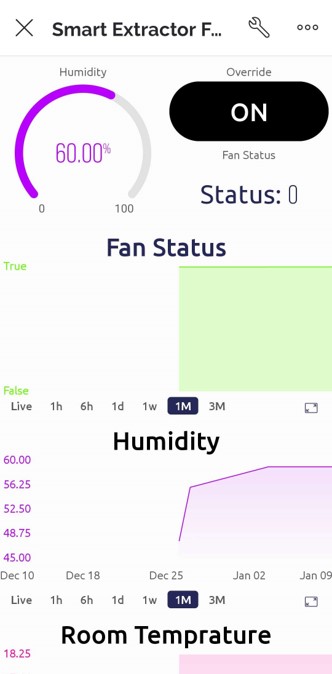 Smart Extractor F...
Humidity
Override
60.00%
ON
0
100
Fan Status
Status: 0
Fan Status
True
False
Live 1h 6h 1d 1w 1M 3M
Humidity
60.00
56.25
52.50
48.75
45.00
Dec 10 Dec 18 Dec 25 Jan 02 Jan 09
Live 1h 6h 1d 1w 1M 3M
Room Temprature
18.25